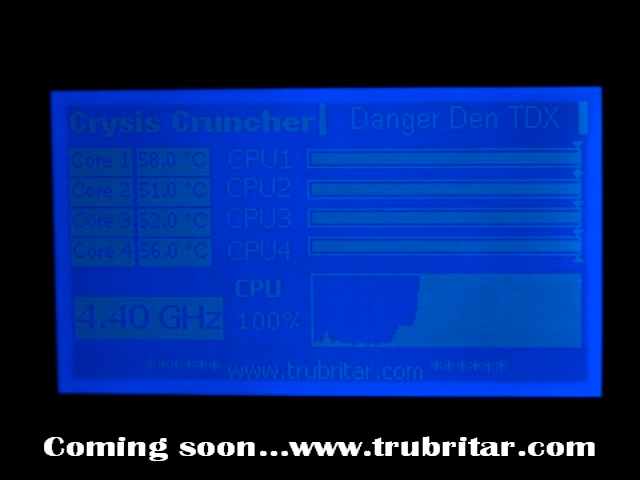 Crysis Cruncher Danger Den TDX
Core 1 58.0 °C CPU1
Core 2 51.0 °C CPU2
Core 3 52.0 °C CPU3
Core 4 56.0 °C CPU4
CPU
4.40 GHz 100%
****** www.trubritar.com ******
Coming soon...www.trubritar.com